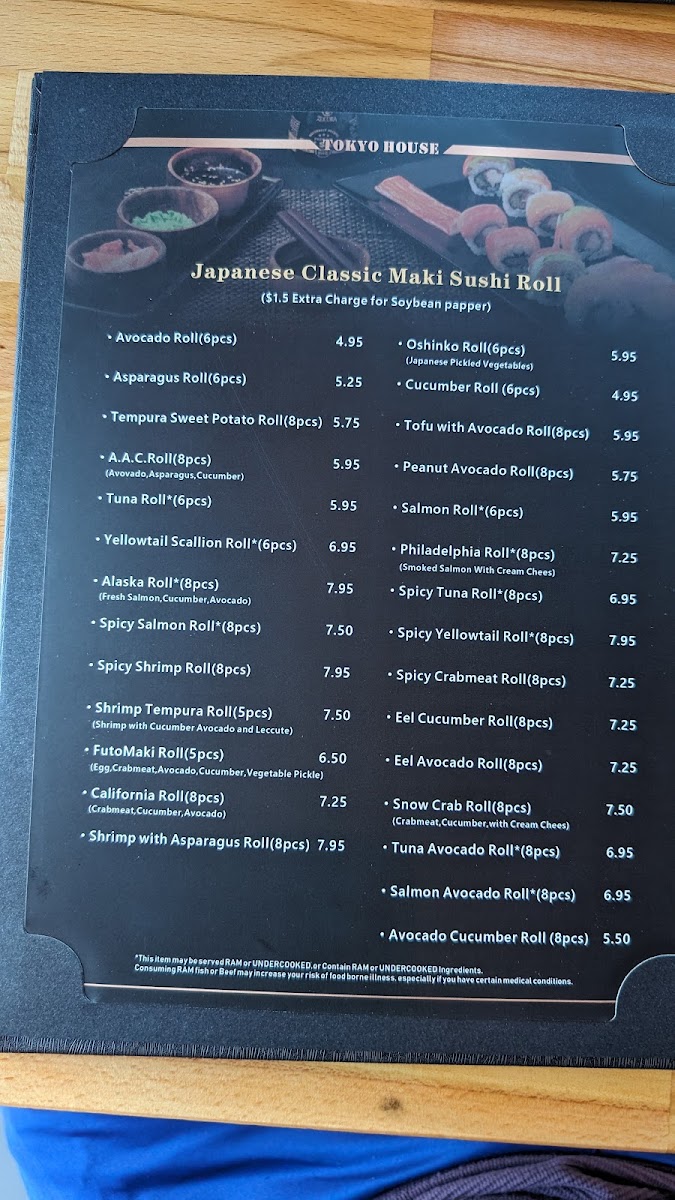 TOKYO HOUSE
Japanese Classic Maki Sushi Roll
($1.5 Extra Charge for Soybean papper)
• Avocado Roll(6pcs) 4.95
• Asparagus Roll(6pcs) 5.25
• Tempura Sweet Potato Roll(8pcs) 5.75
• A.A.C.Roll(8pcs) 5.95
(Avovado,Asparagus,Cucumber)
• Tuna Roll*(6pcs) 5.95
• Yellowtail Scallion Roll*(6pcs) 6.95
• Alaska Roll*(8pcs) 7.95
(Fresh Salmon,Cucumber,Avocado)
• Spicy Salmon Roll*(8pcs) 7.50
• Spicy Shrimp Roll(8pcs) 7.95
• Shrimp Tempura Roll(5pcs) 7.50
(Shrimp with Cucumber Avocado and Leccute)
• FutoMaki Roll(5pcs) 6.50
(Egg,Crabmeat,Avocado,Cucumber,Vegetable Pickle)
• California Roll(8pcs) 7.25
(Crabmeat,Cucumber,Avocado)
• Shrimp with Asparagus Roll(8pcs) 7.95
• Oshinko Roll(6pcs) 5.95
(Japanese Pickled Vegetables)
• Cucumber Roll (6pcs) 4.95
• Tofu with Avocado Roll(8pcs) 5.95
• Peanut Avocado Roll(8pcs) 5.75
• Salmon Roll*(6pcs) 5.95
• Philadelphia Roll*(8pcs) 7.25
(Smoked Salmon With Cream Chees)
• Spicy Tuna Roll*(8pcs) 6.95
• Spicy Yellowtail Roll*(8pcs) 7.95
• Spicy Crabmeat Roll(8pcs) 7.25
• Eel Cucumber Roll(8pcs) 7.25
• Eel Avocado Roll(8pcs) 7.25
• Snow Crab Roll(8pcs) 7.50
(Crabmeat,Cucumber,with Cream Chees)
• Tuna Avocado Roll*(8pcs) 6.95
• Salmon Avocado Roll*(8pcs) 6.95
• Avocado Cucumber Roll (8pcs) 5.50
*This item may be served RAM or UNDERCOOKED,or Contain RAM or UNDERCOOKED Ingredients.
Consuming RAM fish or Beef may increase your risk of food borne illness, especially if you have certain medical conditions.